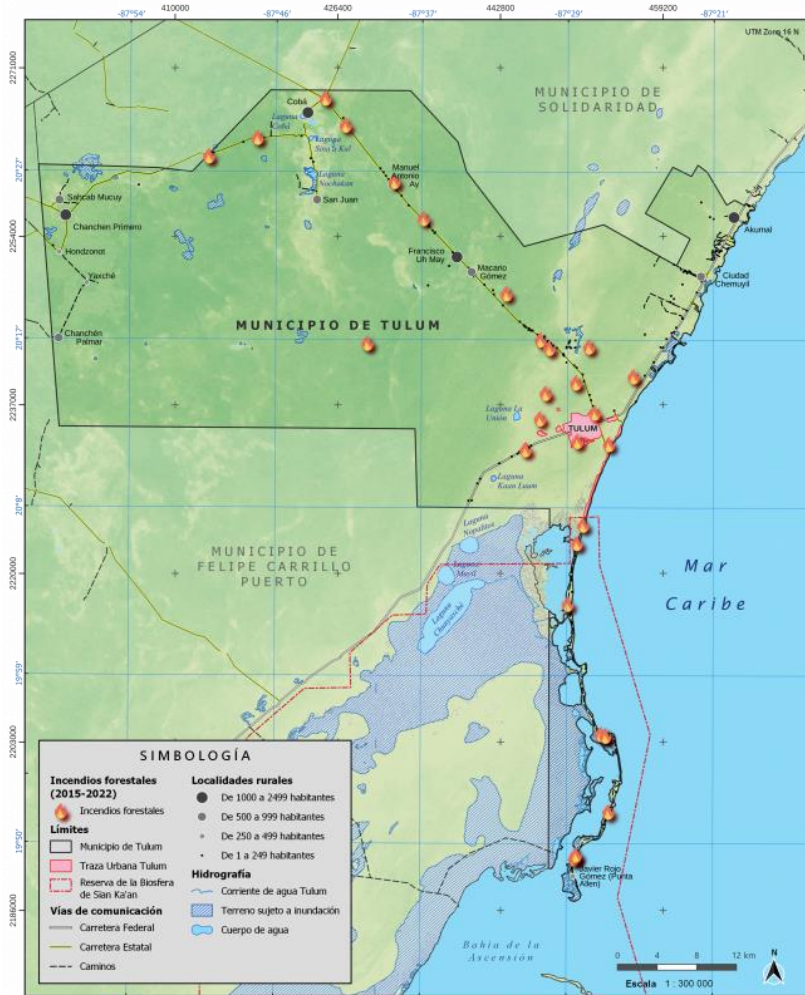 -87°54'
-87°46'
-87°37'
-87°29'
-87°21'
410000
426400
442800
459200
UTM Zona 16 N
2271000
20°27'
2254000
20°17'
2237000
20°8'
2220000
19°59'
2203000
19°50'
2186000
MUNICIPIO DE
SOLIDARIDAD
Cobá
Laguna
Cobá
Laguna
Sina's Kul
Laguna
Nochakan
San Juan
Manuel
Antonio
Ay
Sahcab Mucuy
Chanchen Primero
Hondzonot
Yaxché
Chanchén
Palmar
Francisco
Uh May
Macario
Gómez
Akumal
Ciudad
Chemuyil
MUNICIPIO DE TULUM
Laguna La
Unión
TULUM
Laguna
Kaan Luum
Laguna
Nopalitos
MUNICIPIO DE
FELIPE CARRILLO
PUERTO
Laguna
Muyil
Laguna
Chunyaxché
Mar
Caribe
Javier Rojo
Gómez (Punta
Allen)
Bahía de la
Ascensión
SIMBOLOGÍA
Incendios forestales
(2015-2022)
Incendios forestales
Límites
Municipio de Tulum
Traza Urbana Tulum
Reserva de la Biosfera
de Sian Ka'an
Vías de comunicación
Carretera Federal
Carretera Estatal
Caminos
Localidades rurales
De 1000 a 2499 habitantes
De 500 a 999 habitantes
De 250 a 499 habitantes
De 1 a 249 habitantes
Hidrografía
Corriente de agua Tulum
Terreno sujeto a inundación
Cuerpo de agua
0 4 8 12 km
Escala 1 : 300 000
N